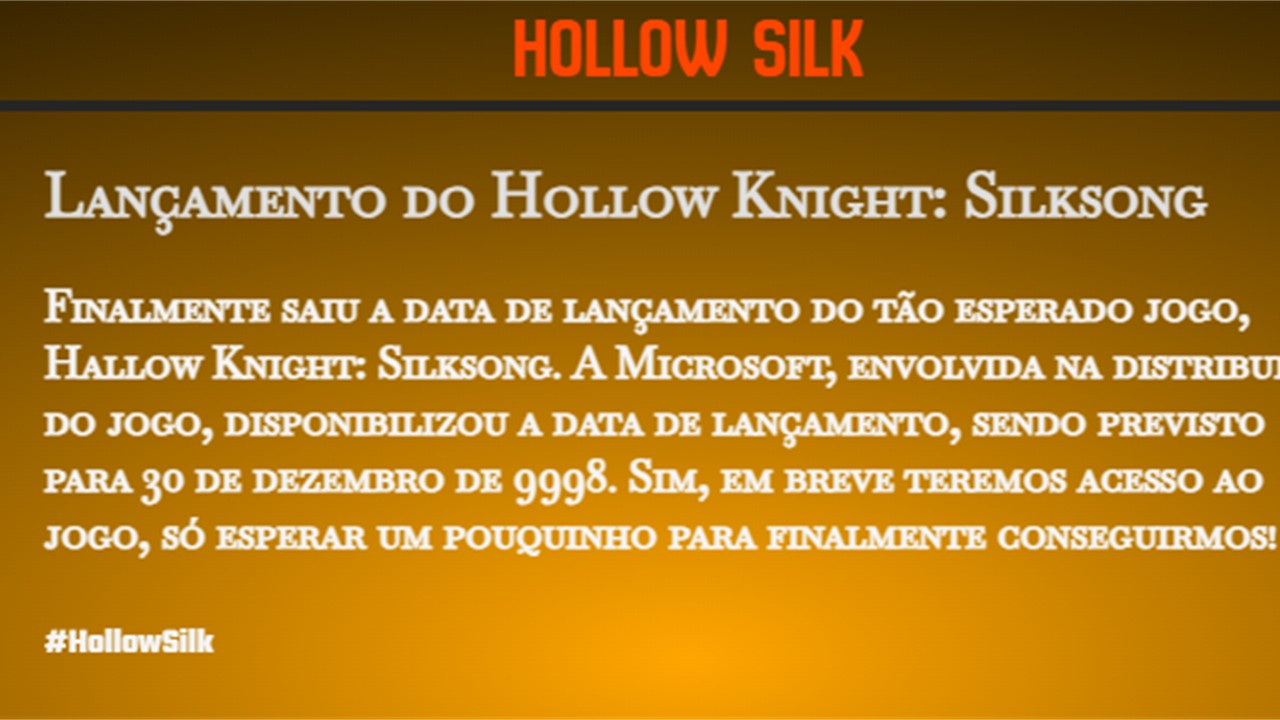 HOLLOW SILK
Lançamento do Hollow Knight: Silksong
Finalmente saiu a data de lançamento do tão esperado jogo,
Hallow Knight: Silksong. A Microsoft, envolvida na
do jogo, disponibilizou a data de lançamento, sendo previsto
para 30 de dezembro de 9998. Sim, em breve teremos acesso ao
jogo, só esperar um pouquinho para finalmente conseguirmos!
#HollowSilk